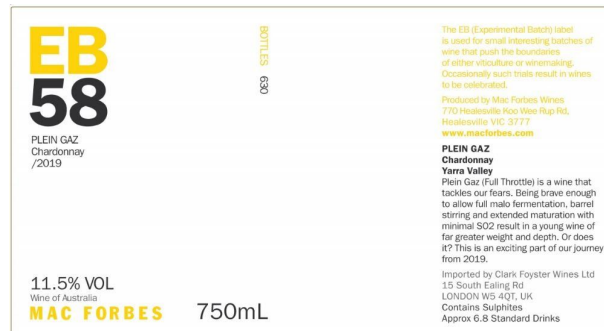 EB
58
PLEIN GAZ
Chardonnay
/2019
11.5% VOL
Wine of Australia
MAC FORBES
750mL
BOTTLES 630
The EB (Experimental Batch) label
is used for small interesting batches of
wine that push the boundaries
of either viticulture or winemaking.
Occasionally such trials result in wines
to be celebrated.
Produced by Mac Forbes Wines
770 Healesville Koo Wee Rup Rd,
Healesville VIC 3777
www.macforbes.com
PLEIN GAZ
Chardonnay
Yarra Valley
Plein Gaz (Full Throttle) is a wine that
tackles our fears. Being brave enough
to allow full malo fermentation, barrel
stirring and extended maturation with
minimal SO2 result in a young wine of
far greater weight and depth. Or does
it? This is an exciting part of our journey
from 2019.
Imported by Clark Foyster Wines Ltd
15 South Ealing Rd
LONDON W5 4QT, UK
Contains Sulphites
Approx 6.8 Standard Drinks